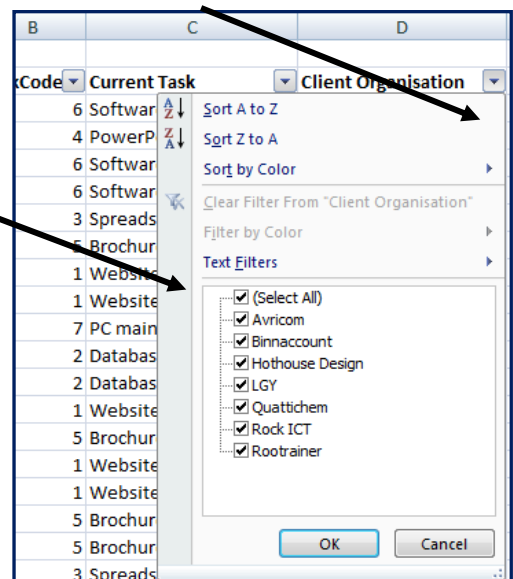 B C D
kCode Current Task Client Organisation
6 Softwar
4 PowerP
6 Softwar
6 Softwar
3 Spreads
5 Brochur
1 Website
1 Website
7 PC main
2 Databas
2 Databas
1 Website
5 Brochur
1 Website
1 Website
5 Brochur
5 Brochur
3 Spreads
Sort A to Z
Sort Z to A
Sort by Color
Clear Filter From "Client Organisation"
Filter by Color
Text Filters
(Select All)
Avricom
Binnaccount
Hothouse Design
LGY
Quattichem
Rock ICT
Rootrainer
OK Cancel